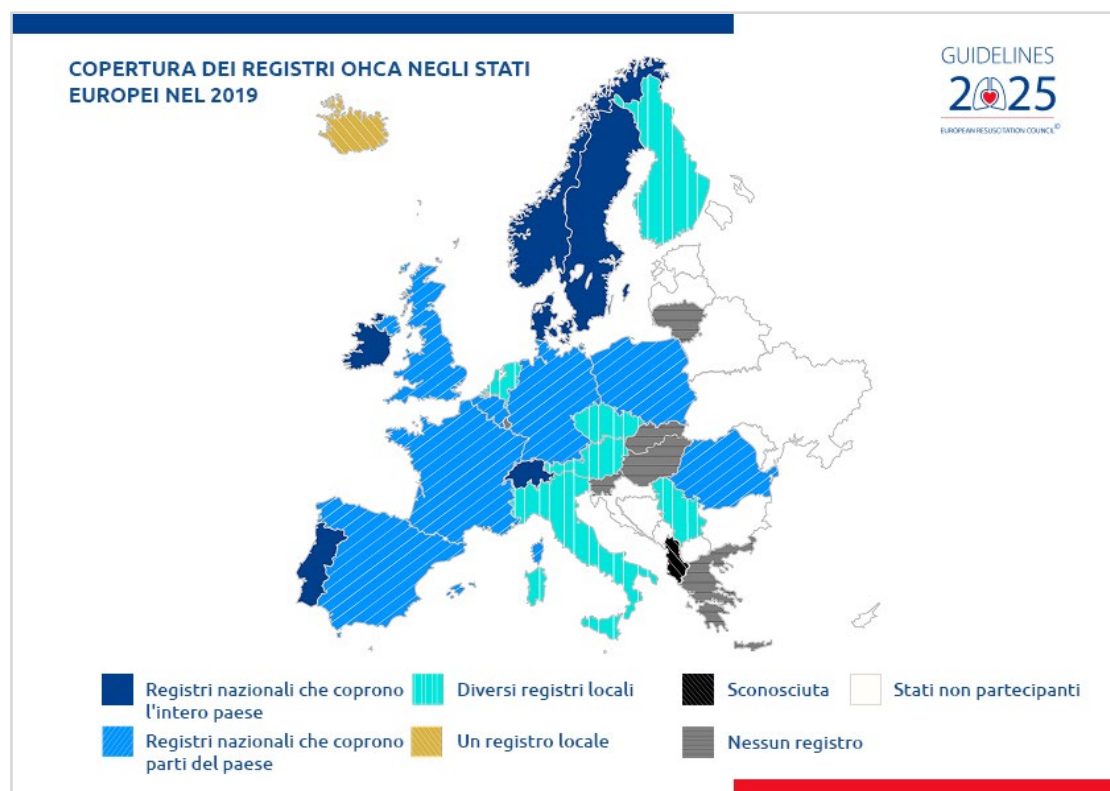 COPERTURA DEI REGISTRI OHCA NEGLI STATI
EUROPEI NEL 2019
GUIDELINES
2025
EUROPEAN RESUSCITATION COUNCIL©
Registri nazionali che coprono
l'intero paese
Diversi registri locali
Sconosciuta
Stati non partecipanti
Registri nazionali che coprono
parti del paese
Un registro locale
Nessun registro